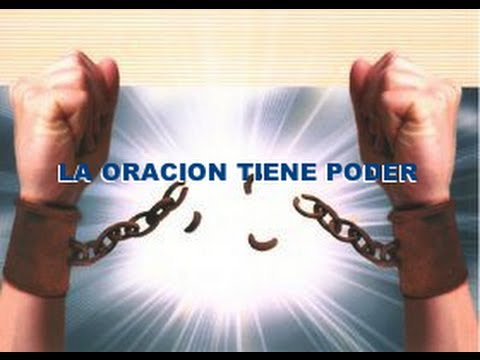 LA ORACION TIENE PODER